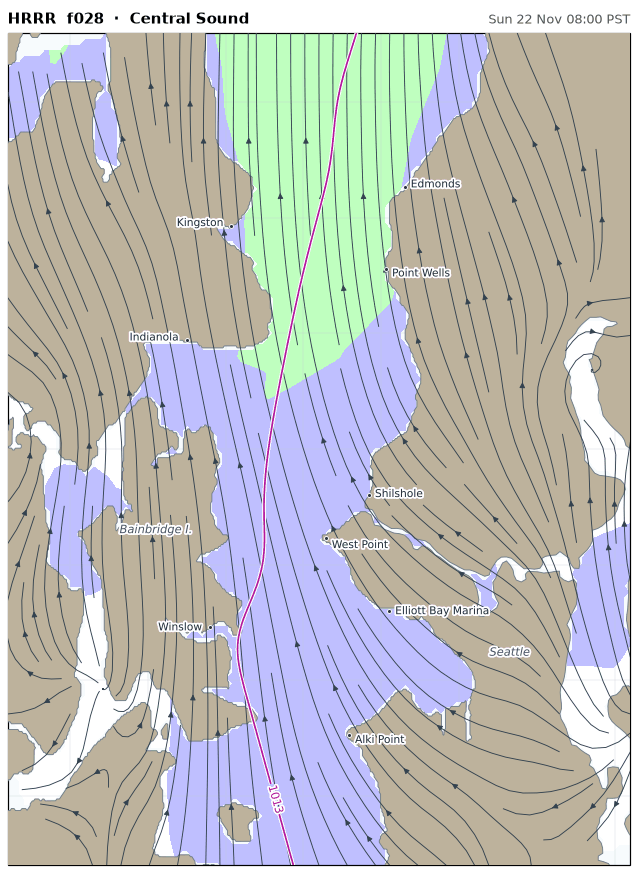 HRRR f028 · Central Sound
Sun 22 Nov 08:00 PST
Edmonds
Kingston
Point Wells
Indianola
Shilshole
Bainbridge I.
West Point
Elliott Bay Marina
Winslow
Seattle
Alki Point
1013